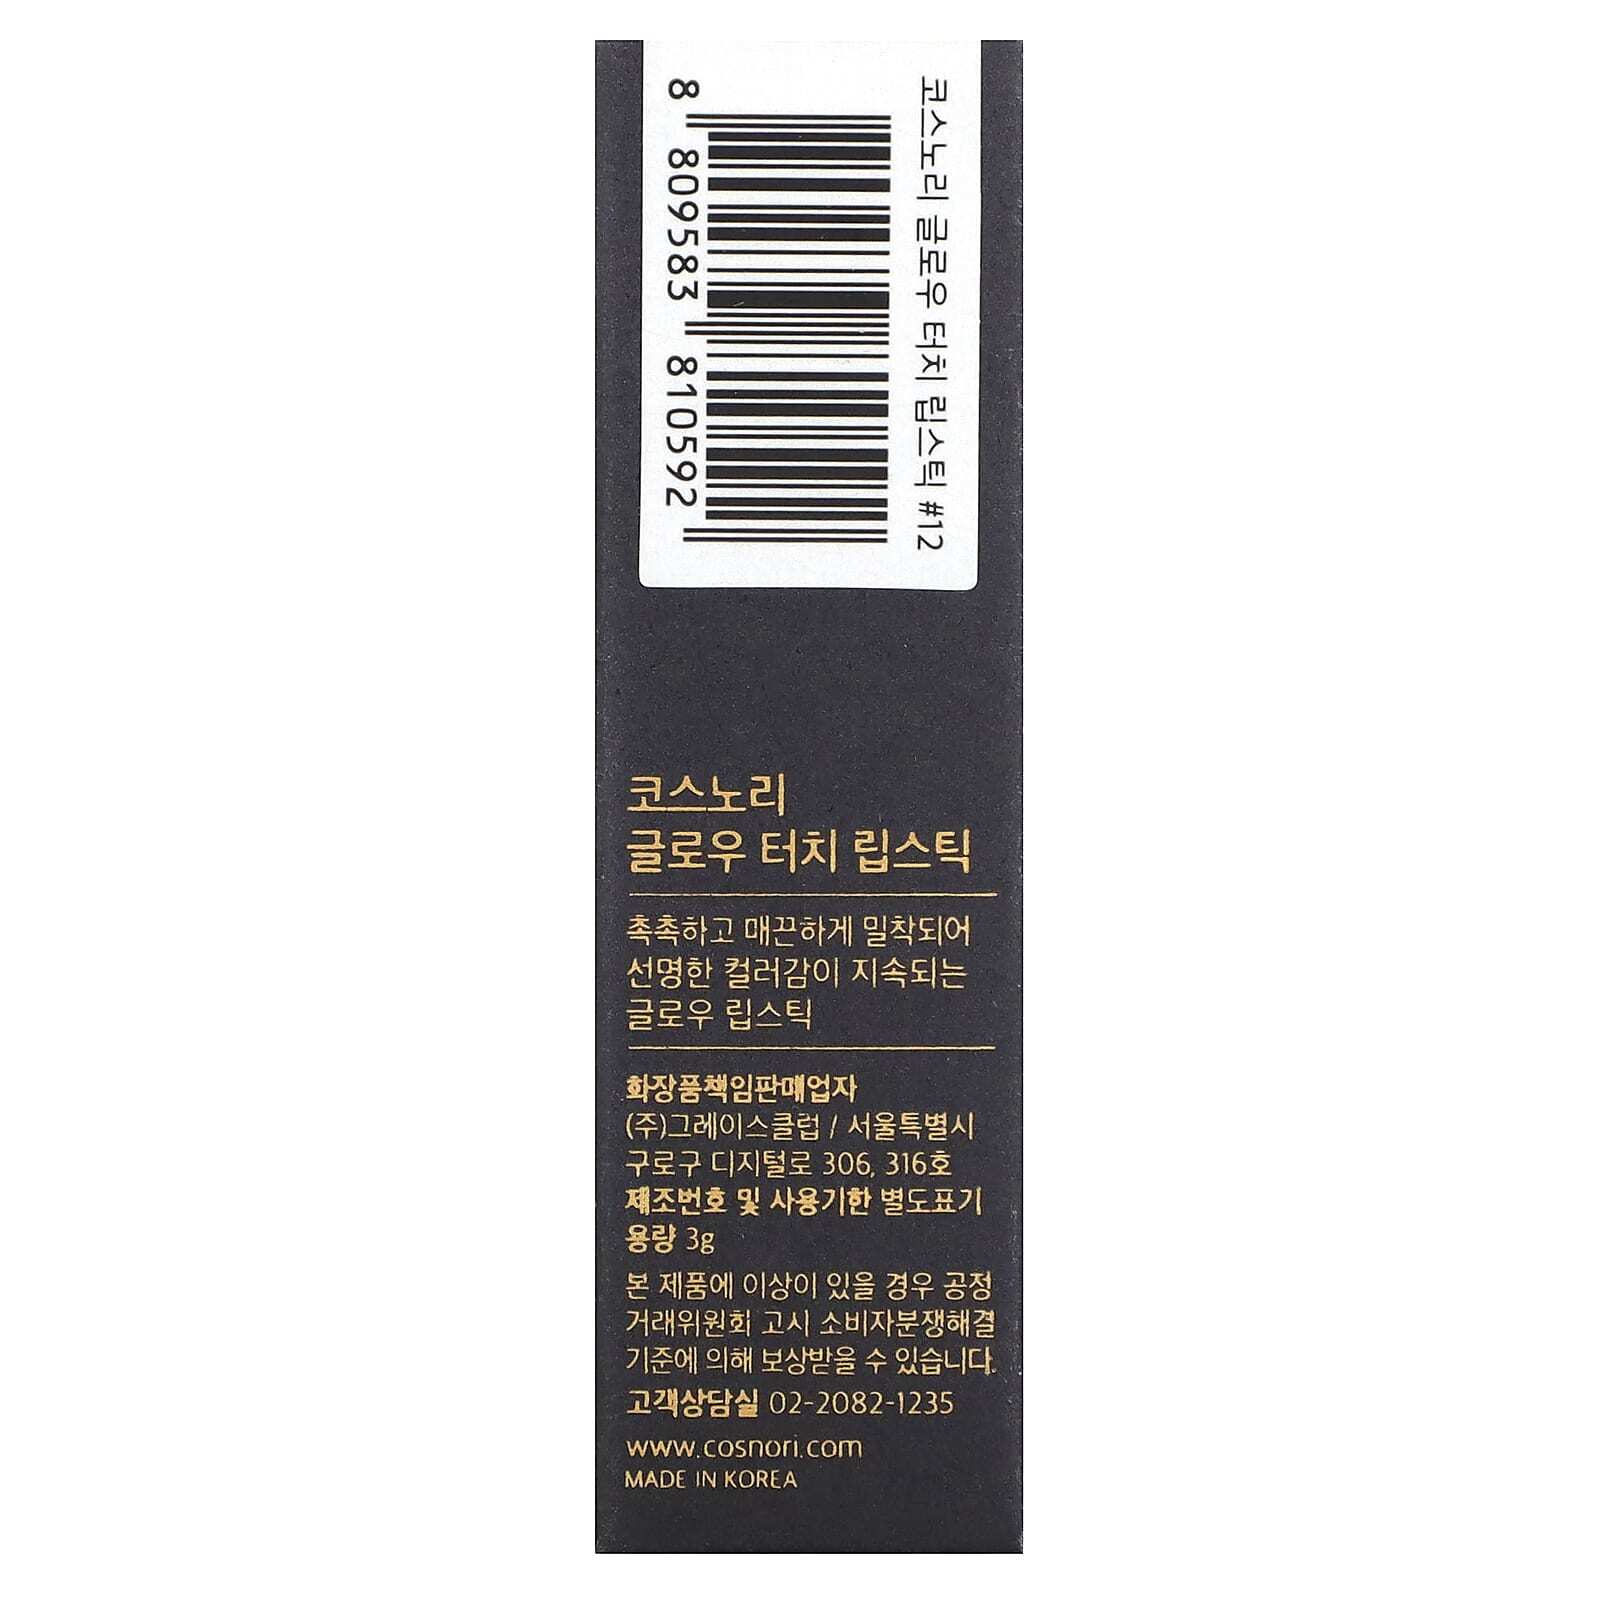 코스노리 글로우 터치 립스틱 #12
8 809583 810592
코스노리
글로우 터치 립스틱
촉촉하고 매끈하게 밀착되어
선명한 컬러감이 지속되는
글로우 립스틱
화장품책임판매업자
(주)그레이스클럽 / 서울특별시
구로구 디지털로 306, 316호
제조번호 및 사용기한 별도표기
용량 3g
본 제품에 이상이 있을 경우 공정
거래위원회 고시 소비자분쟁해결
기준에 의해 보상받을 수 있습니다.
고객상담실 02-2082-1235
www.cosnori.com
MADE IN KOREA